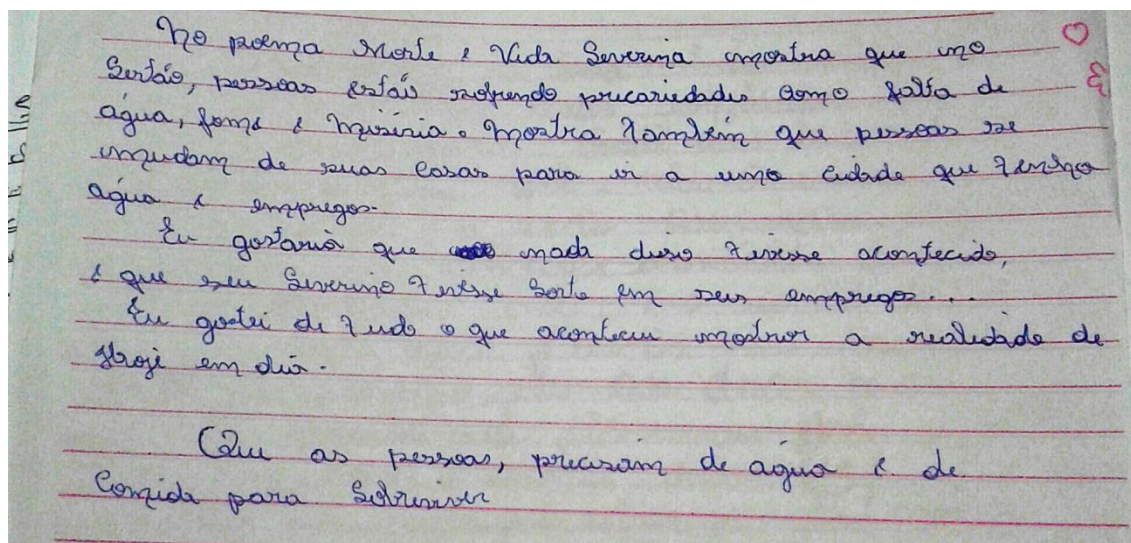 No poema Morte e Vida Severina mostra que no
Sertão, pessoas estão sofrendo precariedades como falta de
água, fome e miséria. Mostra também que pessoas se
mudam de suas casas para ir a uma cidade que tenha
água e empregos.
Eu gostaria que nada disso tivesse acontecido,
e que seu Severino tivesse sorte em seus empregos...
Eu gostei de tudo o que aconteceu mostrar a realidade de
Hoje em dia.
Que as pessoas, precisam de água e de
Comida para Sobreviver